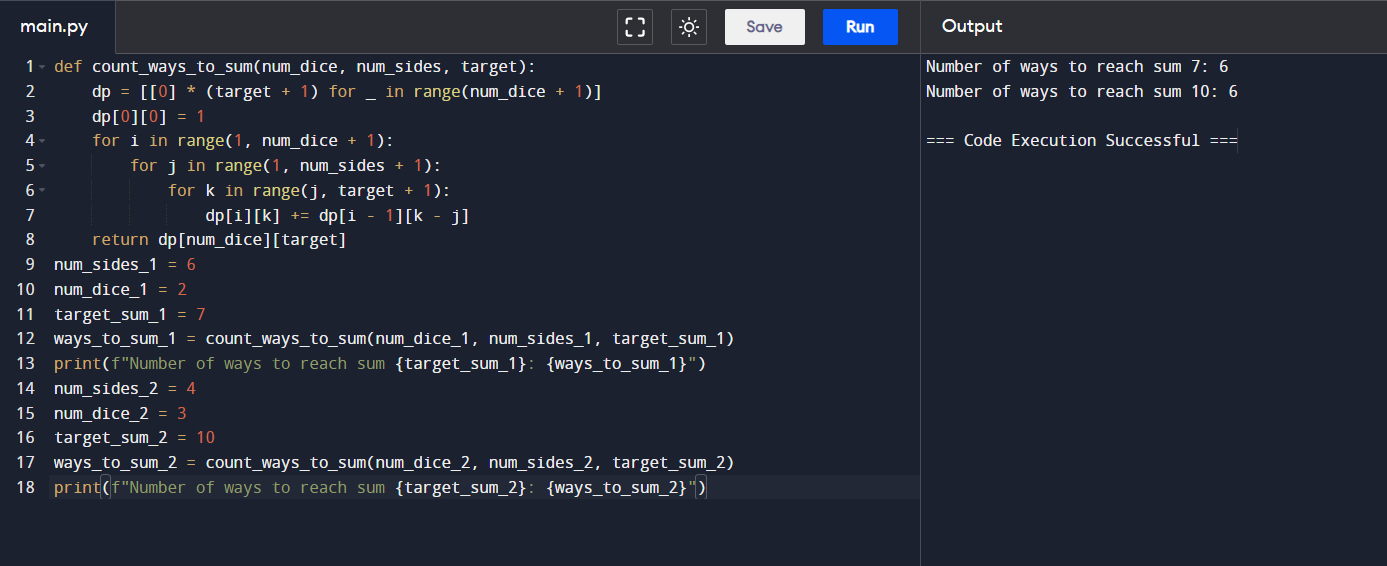 main.py
Save
Run
Output
1 def count_ways_to_sum(num_dice, num_sides, target):
2     dp = [[0] * (target + 1) for _ in range(num_dice + 1)]
3     dp[0][0] = 1
4     for i in range(1, num_dice + 1):
5         for j in range(1, num_sides + 1):
6             for k in range(j, target + 1):
7                 dp[i][k] += dp[i - 1][k - j]
8     return dp[num_dice][target]
9 num_sides_1 = 6
10 num_dice_1 = 2
11 target_sum_1 = 7
12 ways_to_sum_1 = count_ways_to_sum(num_dice_1, num_sides_1, target_sum_1)
13 print(f"Number of ways to reach sum {target_sum_1}: {ways_to_sum_1}")
14 num_sides_2 = 4
15 num_dice_2 = 3
16 target_sum_2 = 10
17 ways_to_sum_2 = count_ways_to_sum(num_dice_2, num_sides_2, target_sum_2)
18 print(f"Number of ways to reach sum {target_sum_2}: {ways_to_sum_2}")
Number of ways to reach sum 7: 6
Number of ways to reach sum 10: 6
=== Code Execution Successful ===